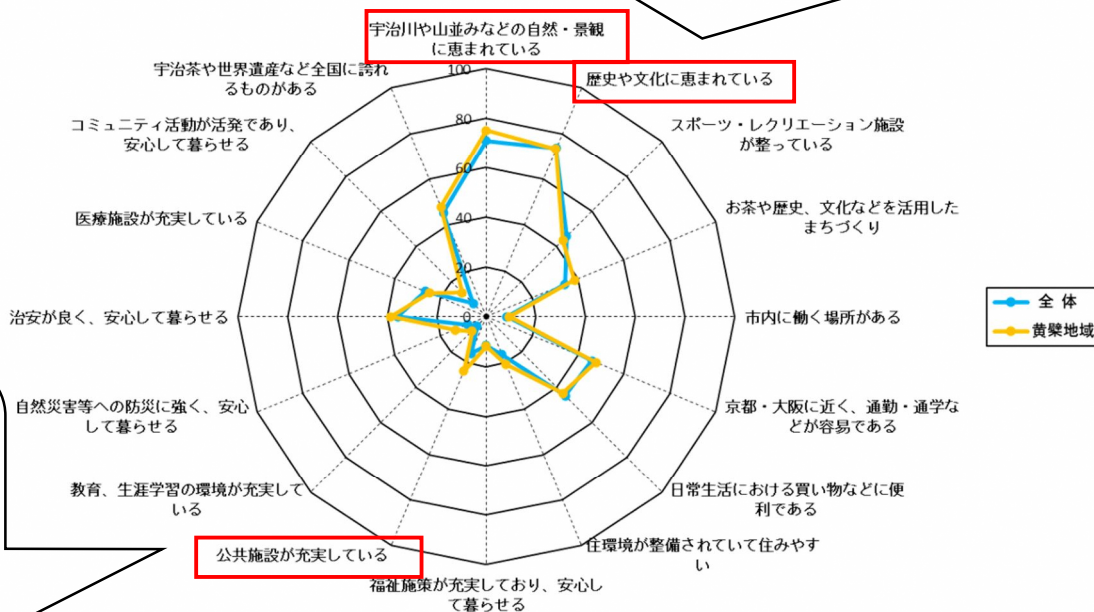 宇治川や山並みなどの自然・景観
に恵まれている
歴史や文化に恵まれている
スポーツ・レクリエーション施設
が整っている
お茶や歴史、文化などを活用した
まちづくり
市内に働く場所がある
京都・大阪に近く、通勤・通学な
どが容易である
日常生活における買い物などに便
利である
住環境が整備されていて住みやす
い
福祉施策が充実しており、安心し
て暮らせる
公共施設が充実している
教育、生涯学習の環境が充実して
いる
自然災害等への防災に強く、安心
して暮らせる
治安が良く、安心して暮らせる
医療施設が充実している
コミュニティ活動が活発であり、
安心して暮らせる
宇治茶や世界遺産など全国に誇れ
るものがある
100
80
60
40
20
0
全 体
黄檗地域